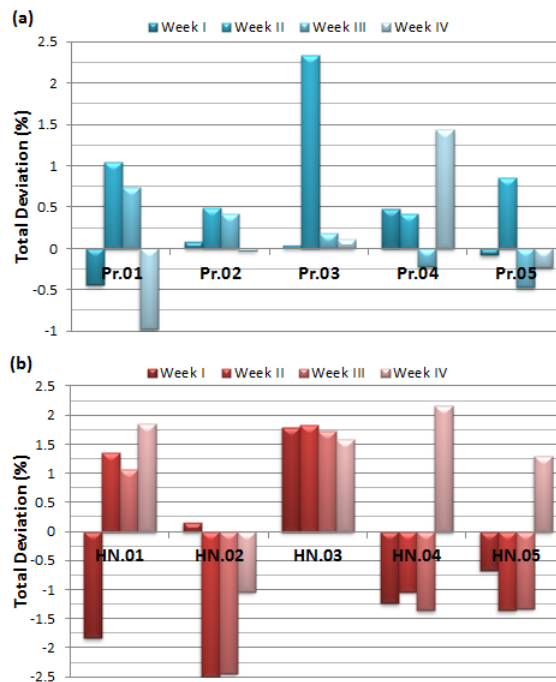 (a)
Week I Week II Week III Week IV
Total Deviation (%)
2.5
2
1.5
1
0.5
0
-0.5
-1
Pr.01 Pr.02 Pr.03 Pr.04 Pr.05
(b)
Week I Week II Week III Week IV
Total Deviation (%)
2.5
2
1.5
1
0.5
0
-0.5
-1
-1.5
-2
-2.5
HN.01 HN.02 HN.03 HN.04 HN.05